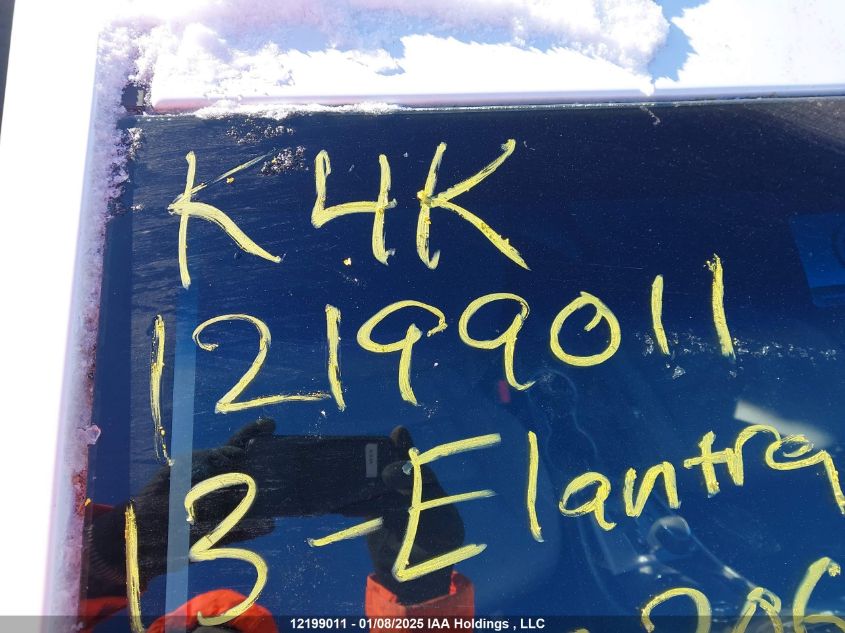 K4K
12199011
13-Elantra
12199011 - 01/08/2025 IAA Holdings , LLC